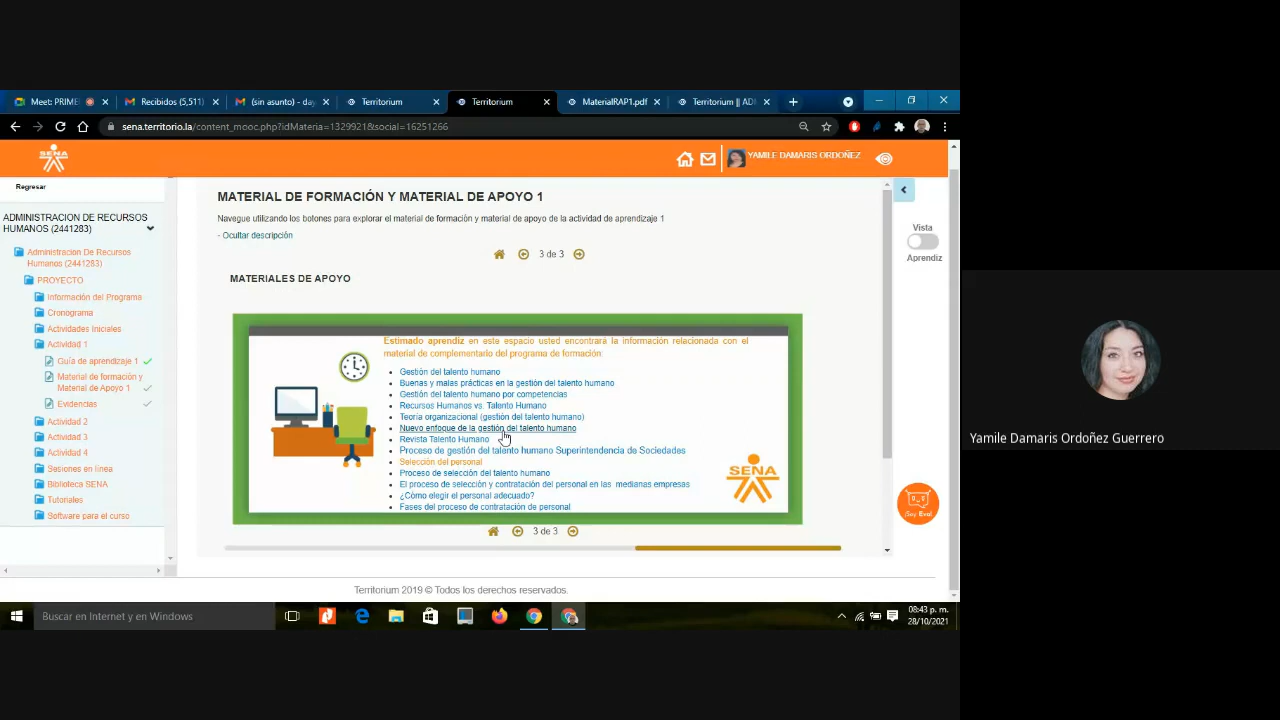 Meet: PRIME
Recibidos (5,511)
(sin asunto) - day
Territorium
Territorium
MaterialRAP1.pdf
Territorium || ADM
sena.territorio.la/content_mooc.php?idMateria=13299218&social=16251266
SENA
YAMILE DAMARIS ORDOÑEZ
Regresar
ADMINISTRACION DE RECURSOS
HUMANOS (2441283)
Administracion De Recursos
Humanos (2441283)
PROYECTO
Información del Programa
Cronograma
Actividades Iniciales
Actividad 1
Guía de aprendizaje 1
Material de formación y
Material de Apoyo 1
Evidencias
Actividad 2
Actividad 3
Actividad 4
Sesiones en línea
Biblioteca SENA
Tutoriales
Software para el curso
MATERIAL DE FORMACIÓN Y MATERIAL DE APOYO 1
Navegue utilizando los botones para explorar el material de formación y material de apoyo de la actividad de aprendizaje 1
- Ocultar descripción
3 de 3
MATERIALES DE APOYO
Estimado aprendiz en este espacio usted encontrará la información relacionada con el
material de complementario del programa de formación:
Gestión del talento humano
Buenas y malas prácticas en la gestión del talento humano
Gestión del talento humano por competencias
Recursos Humanos vs. Talento Humano
Teoría organizacional (gestión del talento humano)
Nuevo enfoque de la gestión del talento humano
Revista Talento Humano
Proceso de gestión del talento humano Superintendencia de Sociedades
Selección del personal
Proceso de selección del talento humano
El proceso de selección y contratación del personal en las medianas empresas
¿Cómo elegir el personal adecuado?
Fases del proceso de contratación de personal
SENA
3 de 3
Vista
Aprendiz
¡Soy Eva!
Territorium 2019 © Todos los derechos reservados.
Buscar en Internet y en Windows
08:43 p. m.
28/10/2021
Yamile Damaris Ordoñez Guerrero